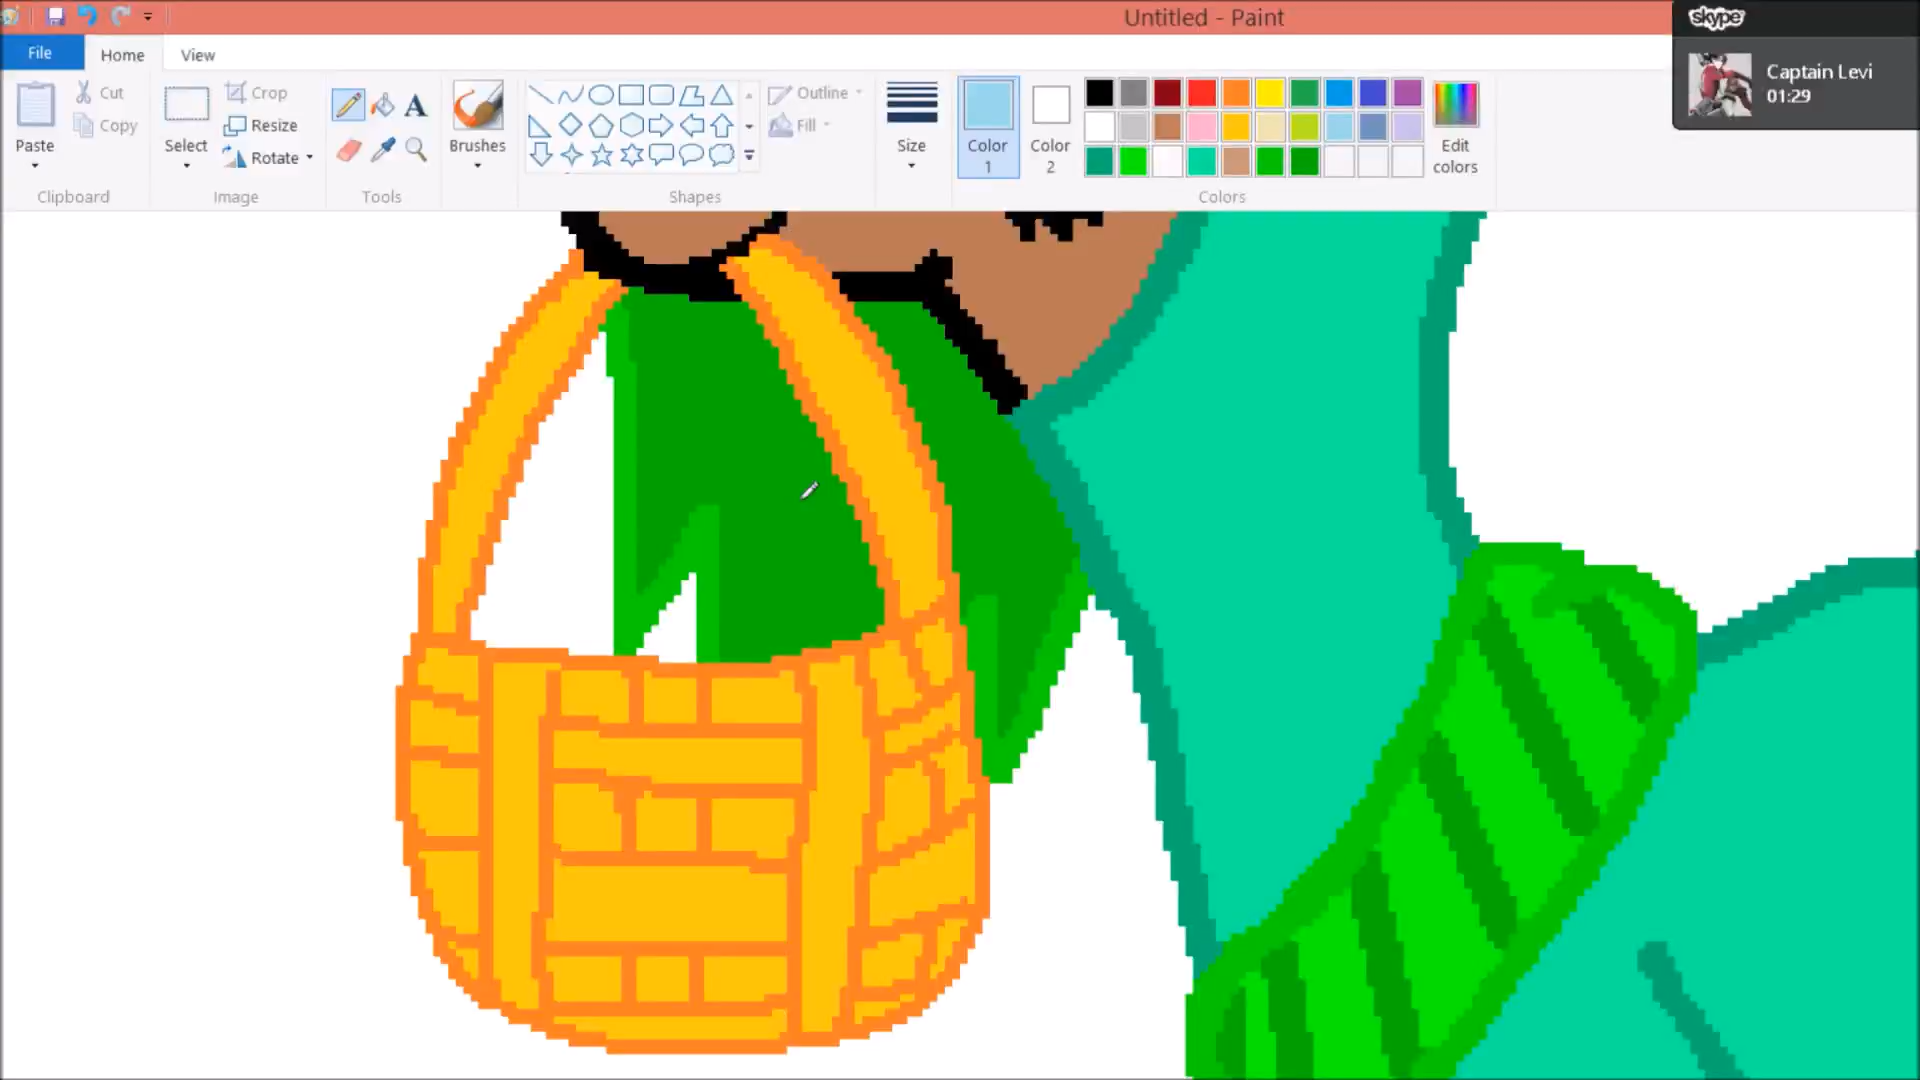 Untitled - Paint
skype
Captain Levi
01:29
File
Home
View
Paste
Cut
Copy
Clipboard
Select
Crop
Resize
Rotate
Image
A
Tools
Brushes
Shapes
Outline
Fill
Size
Color
1
Color
2
Colors
Edit
colors